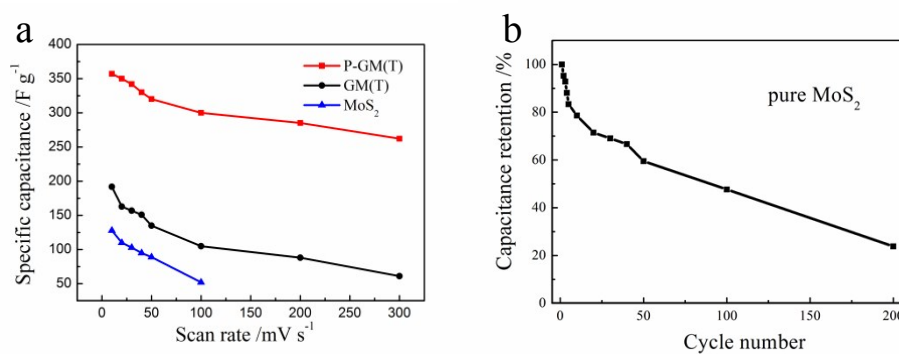 a
400
350
300
250
200
150
100
50
Specific capacitance /F g⁻¹
P-GM(T)
GM(T)
MoS₂
0 50 100 150 200 250 300
Scan rate /mV s⁻¹
b
100
80
60
40
20
0
Capacitance retention /%
pure MoS₂
0 50 100 150 200
Cycle number